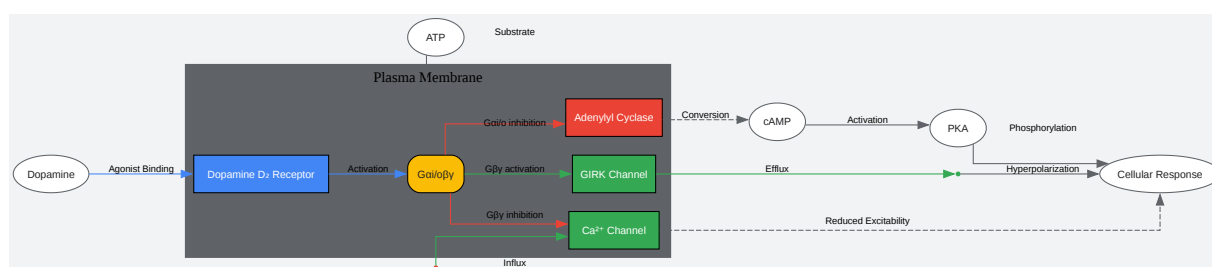 ATP
Substrate
Plasma Membrane
Gαi/o inhibition
Adenylyl Cyclase
Conversion
cAMP
Activation
PKA
Phosphorylation
Dopamine
Agonist Binding
Dopamine D₂ Receptor
Activation
Gαi/oβγ
Gβγ activation
GIRK Channel
Efflux
Hyperpolarization
Cellular Response
Gβγ inhibition
Ca²⁺ Channel
Reduced Excitability
Influx